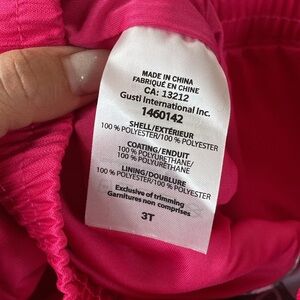 MADE IN CHINA
FABRIQUÉ EN CHINE
CA: 13212
Gusti International Inc.
1460142
SHELL/EXTÉRIEUR
100 % POLYESTER/100 % POLYESTER
COATING/ENDUIT
100 % POLYURETHANE/
100 % POLYURÉTHANE
LINING/DOUBLURE
100 % POLYESTER/100 % POLYESTER
Exclusive of trimming
Garnitures non comprises
3T